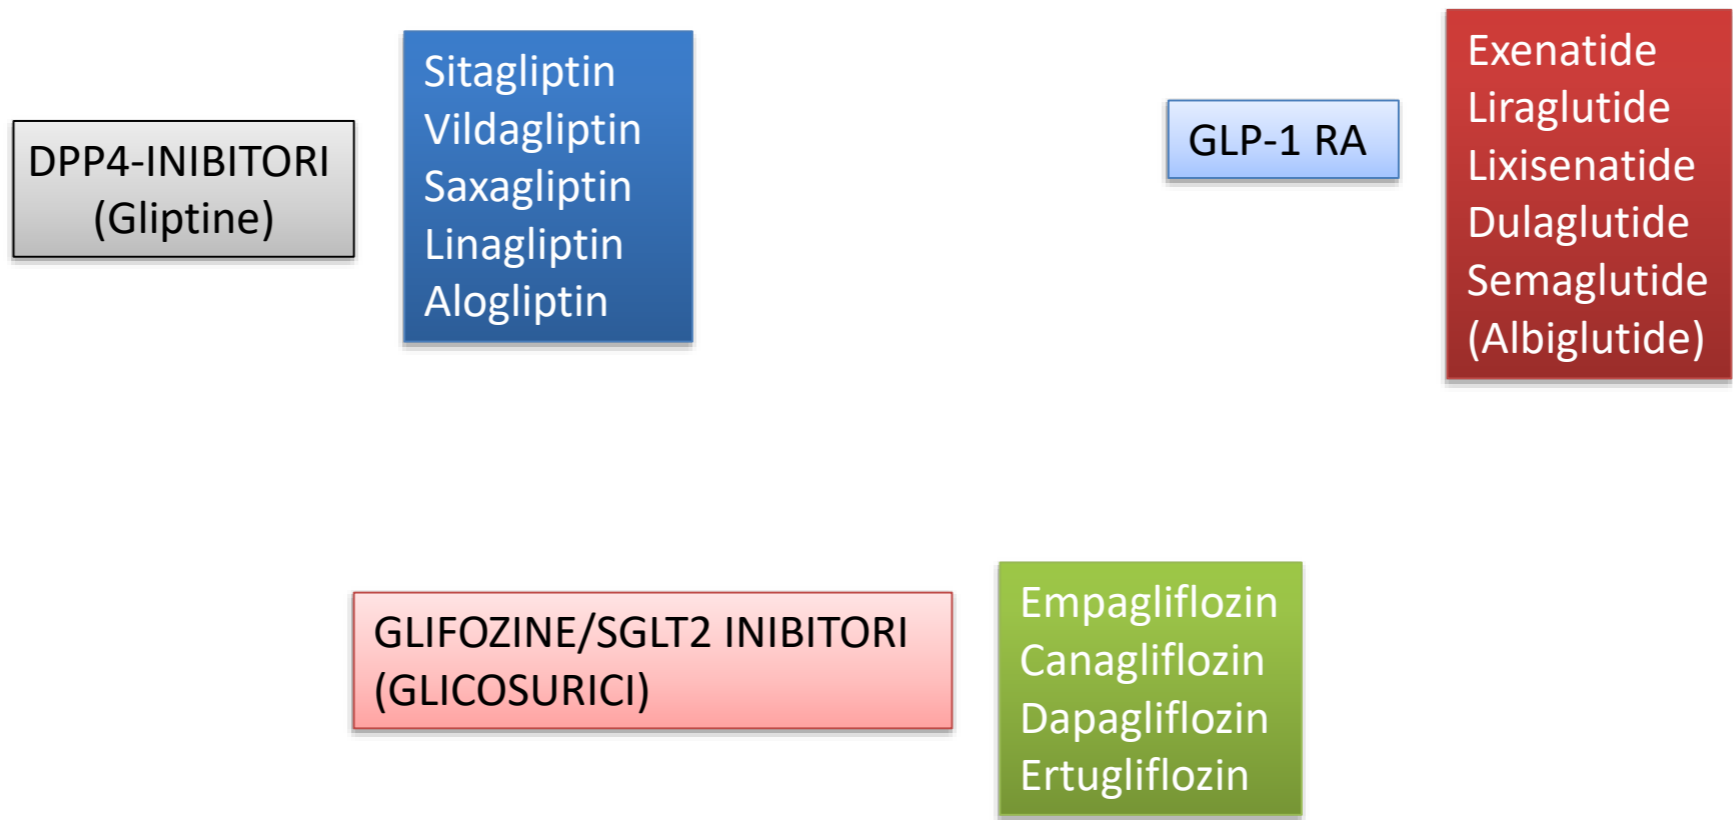 DPP4-INIBITORI
(Gliptine)
Sitagliptin
Vildagliptin
Saxagliptin
Linagliptin
Alogliptin
GLP-1 RA
Exenatide
Liraglutide
Lixisenatide
Dulaglutide
Semaglutide
(Albiglutide)
GLIFOZINE/SGLT2 INIBITORI
(GLICOSURICI)
Empagliflozin
Canagliflozin
Dapagliflozin
Ertugliflozin